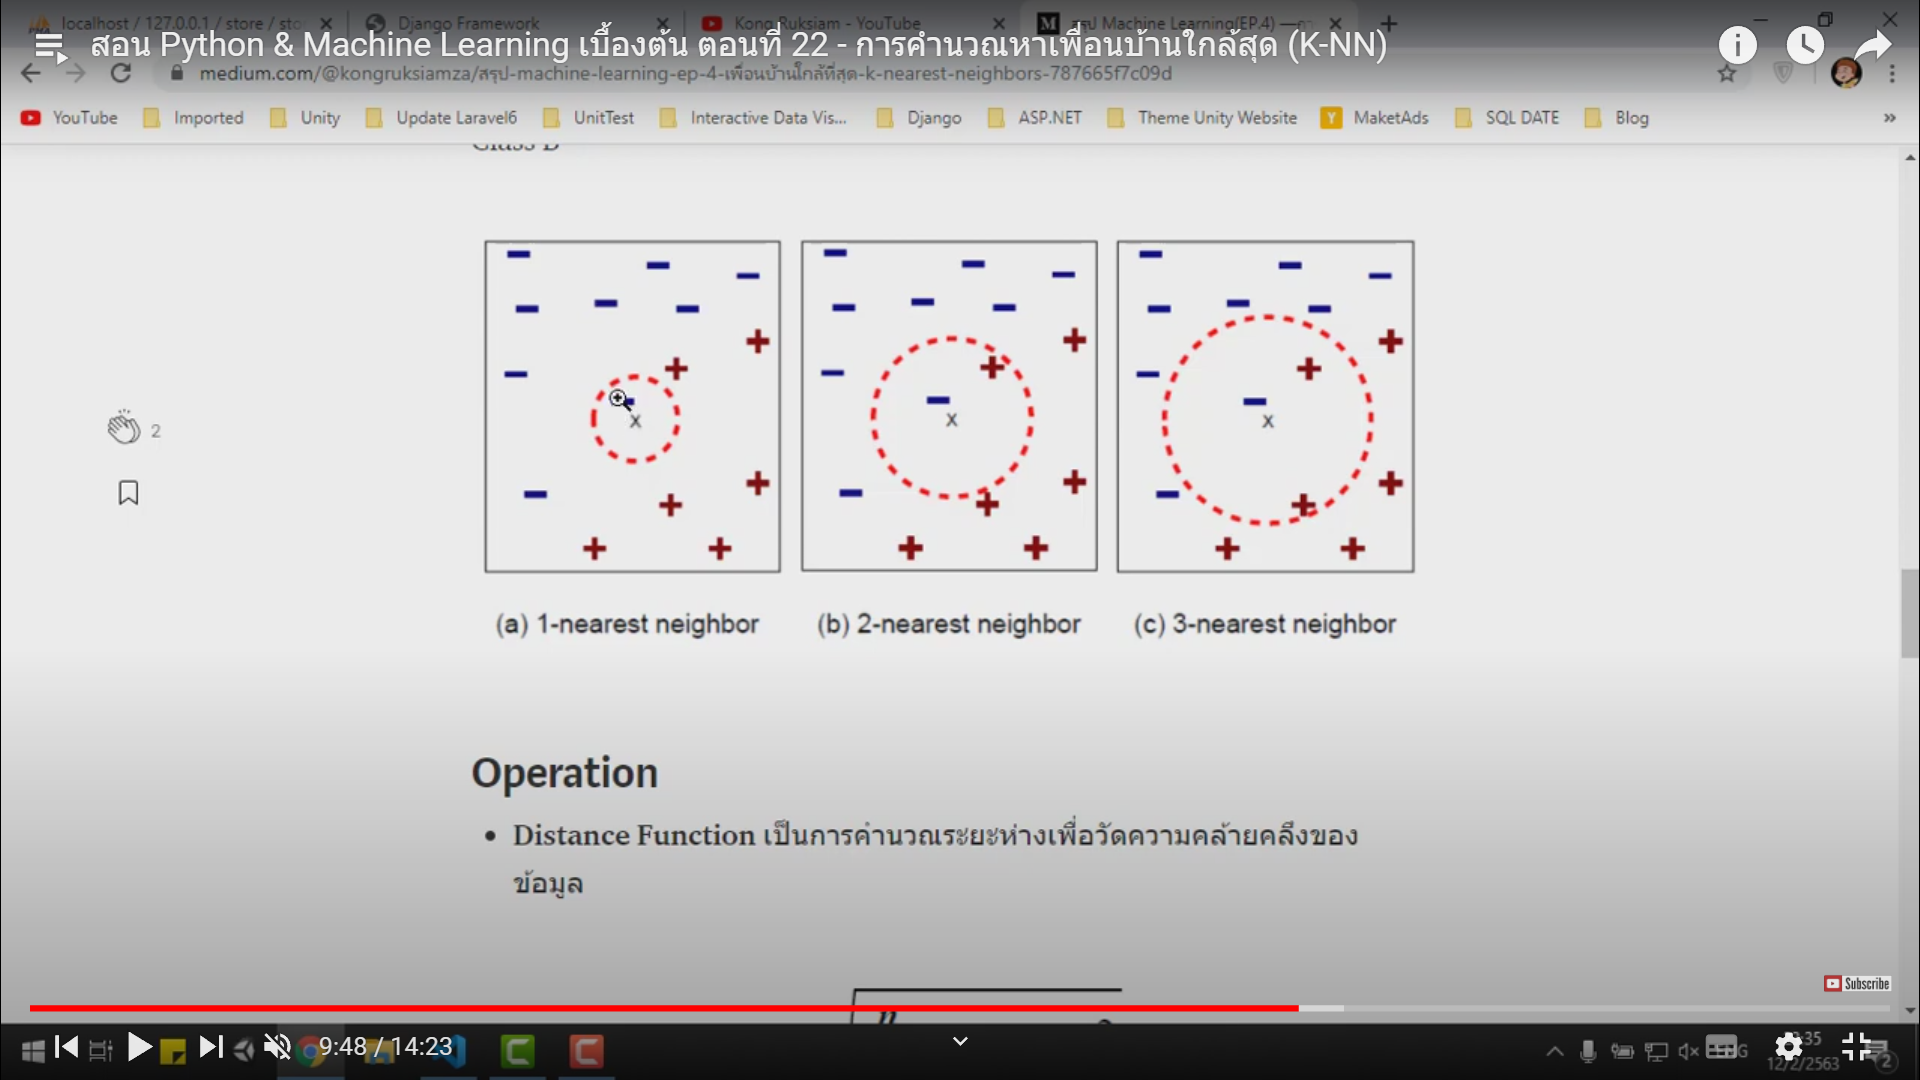 localhost / 127.0.0.1 / store / sto
Django Framework
Kong Ruksiam - YouTube
สรุป Machine Learning(EP.4)
สอน Python & Machine Learning เบื้องต้น ตอนที่ 22 - การคำนวณหาเพื่อนบ้านใกล้สุด (K-NN)
medium.com/@kongruksiamza/สรุป-machine-learning-ep-4-เพื่อนบ้านใกล้ที่สุด-k-nearest-neighbors-787665f7c09d
YouTube Imported Unity Update Laravel6 UnitTest Interactive Data Vis... Django ASP.NET Theme Unity Website MaketAds SQL DATE Blog »
Class B
2
x
x
x
(a) 1-nearest neighbor
(b) 2-nearest neighbor
(c) 3-nearest neighbor
Operation
• Distance Function เป็นการคำนวณระยะห่างเพื่อวัดความคล้ายคลึงของ
ข้อมูล
n
Subscribe
9:48 / 14:23
12/2/2563
2